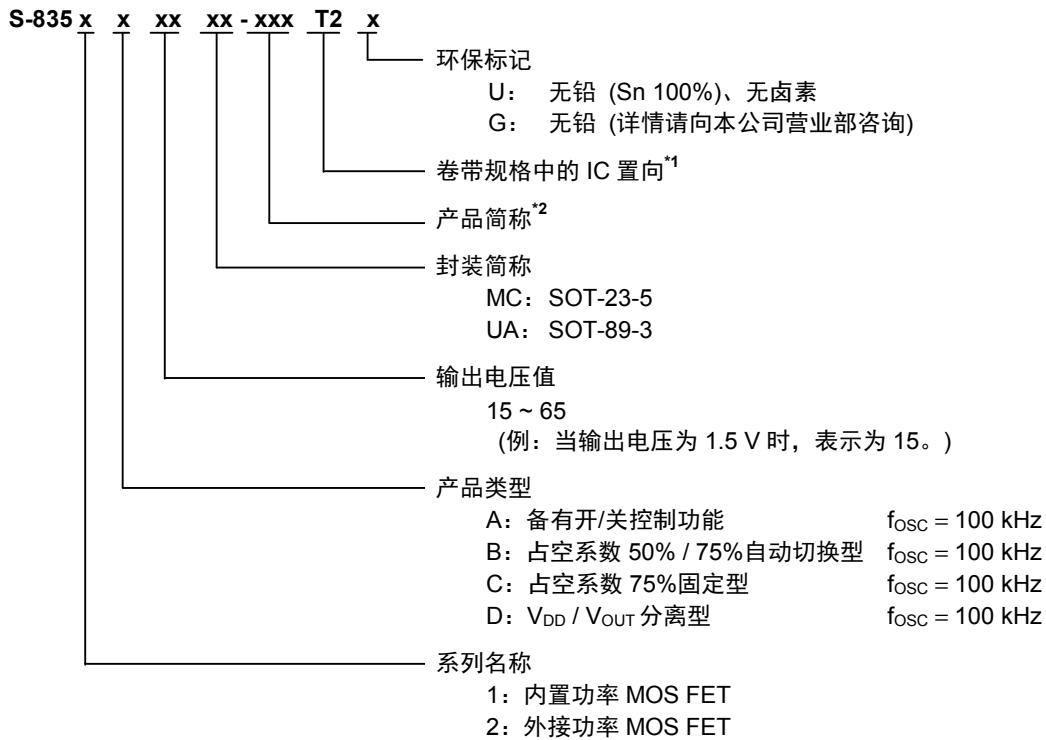 S-835 x x xx xx - xxx T2 x
环保标记
U： 无铅 (Sn 100%)、无卤素
G： 无铅 (详情请向本公司营业部咨询)
卷带规格中的 IC 置向*1
产品简称*2
封装简称
MC：SOT-23-5
UA：SOT-89-3
输出电压值
15 ~ 65
(例：当输出电压为 1.5 V 时，表示为 15。)
产品类型
A：备有开/关控制功能 fOSC = 100 kHz
B：占空系数 50% / 75%自动切换型 fOSC = 100 kHz
C：占空系数 75%固定型 fOSC = 100 kHz
D：VDD / VOUT 分离型 fOSC = 100 kHz
系列名称
1：内置功率 MOS FET
2：外接功率 MOS FET